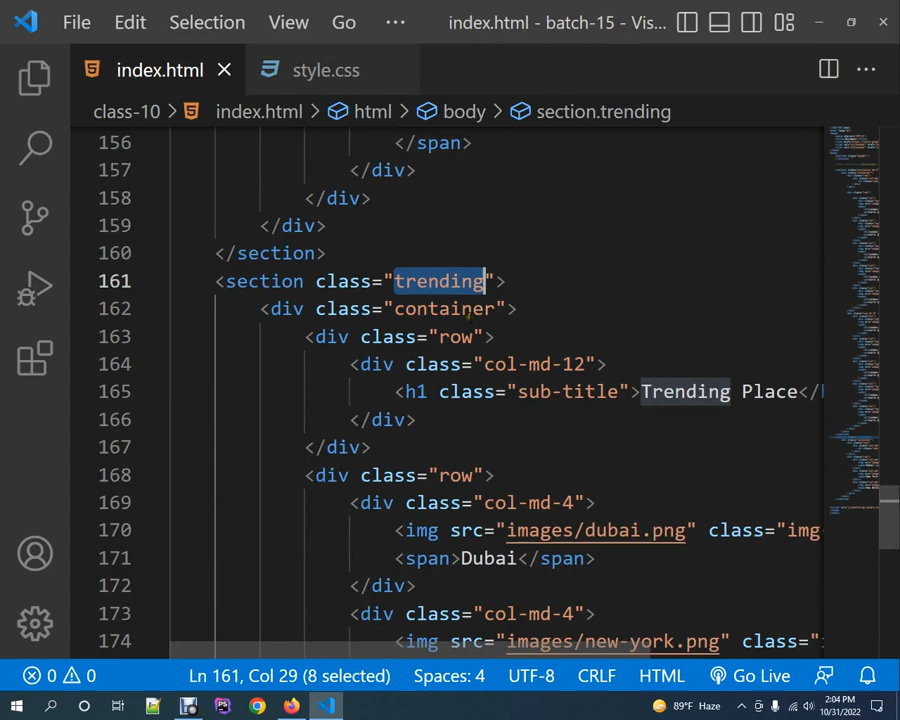 File Edit Selection View Go ··· index.html - batch-15 - Vis...
index.html style.css
class-10 > index.html > html > body > section.trending
156 </span>
157 </div>
158 </div>
159 </div>
160 </section>
161 <section class="trending">
162 <div class="container">
163 <div class="row">
164 <div class="col-md-12">
165 <h1 class="sub-title">Trending Place</
166 </div>
167 </div>
168 <div class="row">
169 <div class="col-md-4">
170 <img src="images/dubai.png" class="img
171 <span>Dubai</span>
172 </div>
173 <div class="col-md-4">
174 <img src="images/new-york.png" class="
0 0 Ln 161, Col 29 (8 selected) Spaces: 4 UTF-8 CRLF HTML Go Live
89°F Haze 2:04 PM
10/31/2022